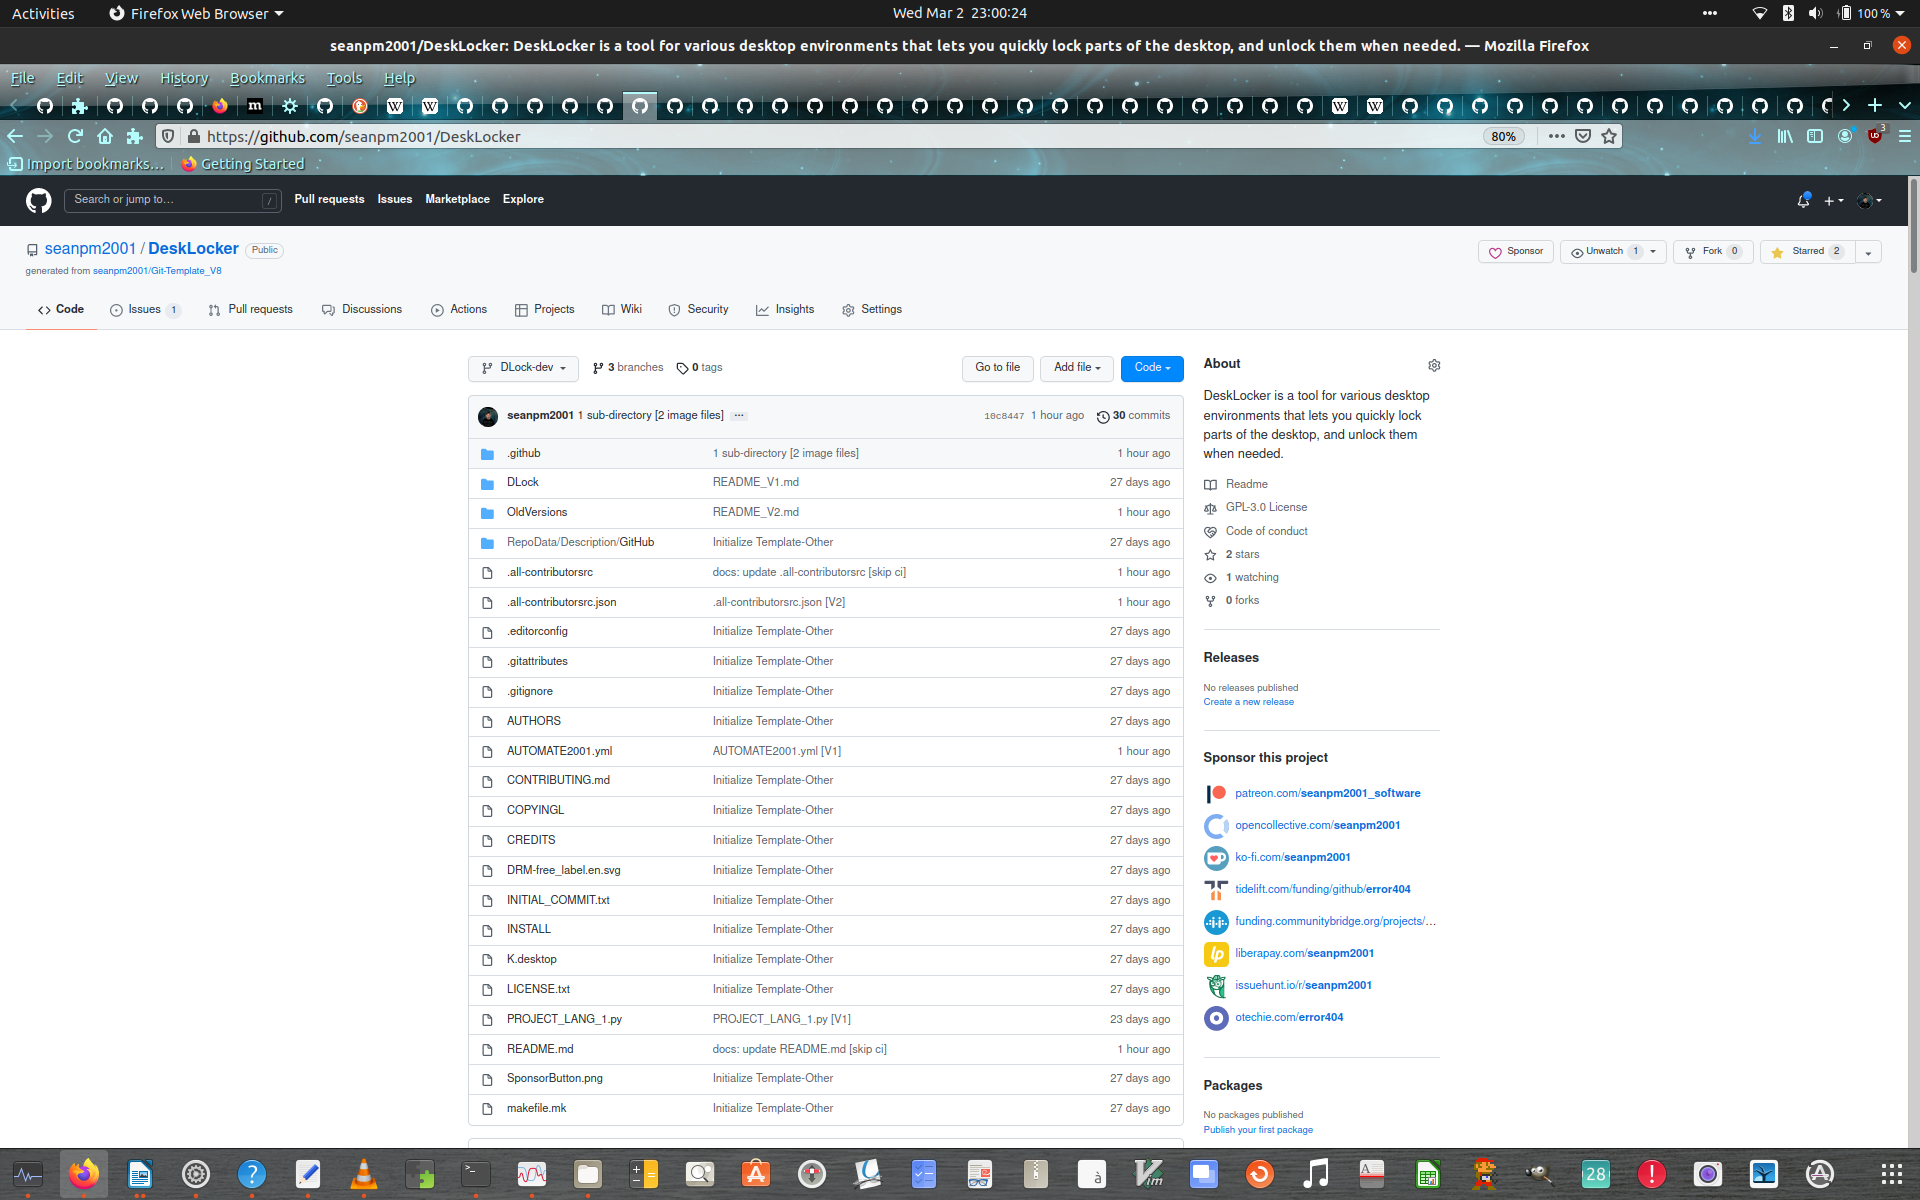 Activities Firefox Web Browser Wed Mar 2 23:00:24 100 %
seanpm2001/DeskLocker: DeskLocker is a tool for various desktop environments that lets you quickly lock parts of the desktop, and unlock them when needed. — Mozilla Firefox
File Edit View History Bookmarks Tools Help
https://github.com/seanpm2001/DeskLocker 80% 3
Import bookmarks... Getting Started
Search or jump to... / Pull requests Issues Marketplace Explore
seanpm2001 / DeskLocker Public Sponsor Unwatch 1 Fork 0 Starred 2
generated from seanpm2001/Git-Template_V8
Code Issues 1 Pull requests Discussions Actions Projects Wiki Security Insights Settings
DLock-dev 3 branches 0 tags Go to file Add file Code
seanpm2001 1 sub-directory [2 image files] ... 10c8447 1 hour ago 30 commits
.github 1 sub-directory [2 image files] 1 hour ago
DLock README_V1.md 27 days ago
OldVersions README_V2.md 1 hour ago
RepoData/Description/GitHub Initialize Template-Other 27 days ago
.all-contributorsrc docs: update .all-contributorsrc [skip ci] 1 hour ago
.all-contributorsrc.json .all-contributorsrc.json [V2] 1 hour ago
.editorconfig Initialize Template-Other 27 days ago
.gitattributes Initialize Template-Other 27 days ago
.gitignore Initialize Template-Other 27 days ago
AUTHORS Initialize Template-Other 27 days ago
AUTOMATE2001.yml AUTOMATE2001.yml [V1] 1 hour ago
CONTRIBUTING.md Initialize Template-Other 27 days ago
COPYINGL Initialize Template-Other 27 days ago
CREDITS Initialize Template-Other 27 days ago
DRM-free_label.en.svg Initialize Template-Other 27 days ago
INITIAL_COMMIT.txt Initialize Template-Other 27 days ago
INSTALL Initialize Template-Other 27 days ago
K.desktop Initialize Template-Other 27 days ago
LICENSE.txt Initialize Template-Other 27 days ago
PROJECT_LANG_1.py PROJECT_LANG_1.py [V1] 23 days ago
README.md docs: update README.md [skip ci] 1 hour ago
SponsorButton.png Initialize Template-Other 27 days ago
makefile.mk Initialize Template-Other 27 days ago
About
DeskLocker is a tool for various desktop
environments that lets you quickly lock
parts of the desktop, and unlock them
when needed.
Readme
GPL-3.0 License
Code of conduct
2 stars
1 watching
0 forks
Releases
No releases published
Create a new release
Sponsor this project
patreon.com/seanpm2001_software
opencollective.com/seanpm2001
ko-fi.com/seanpm2001
tidelift.com/funding/github/error404
funding.communitybridge.org/projects/...
liberapay.com/seanpm2001
issuehunt.io/r/seanpm2001
otechie.com/error404
Packages
No packages published
Publish your first package
28